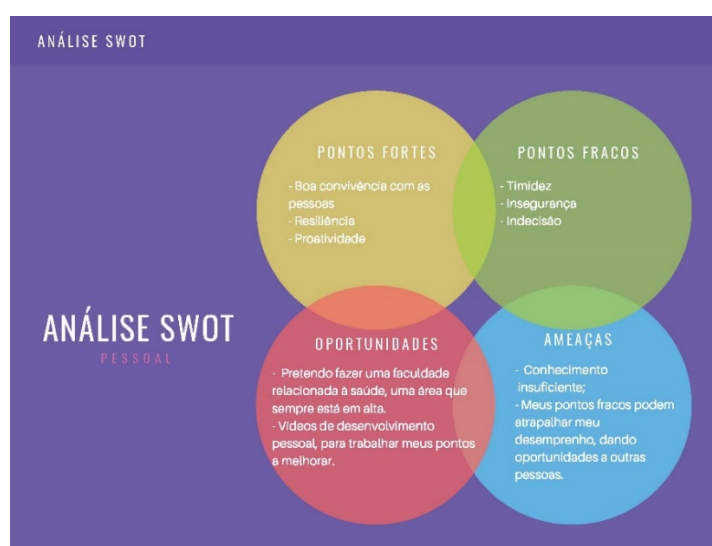 ANÁLISE SWOT
PONTOS FORTES
- Boa convivência com as
pessoas
- Resiliência
- Proatividade
PONTOS FRACOS
- Timidez
- Insegurança
- Indecisão
ANÁLISE SWOT
PESSOAL
OPORTUNIDADES
- Pretendo fazer uma faculdade
relacionada à saúde, uma área que
sempre está em alta.
- Vídeos de desenvolvimento
pessoal, para trabalhar meus pontos
a melhorar.
AMEAÇAS
- Conhecimento
insuficiente;
- Meus pontos fracos podem
atrapalhar meu
desemprenho, dando
oportunidades a outras
pessoas.